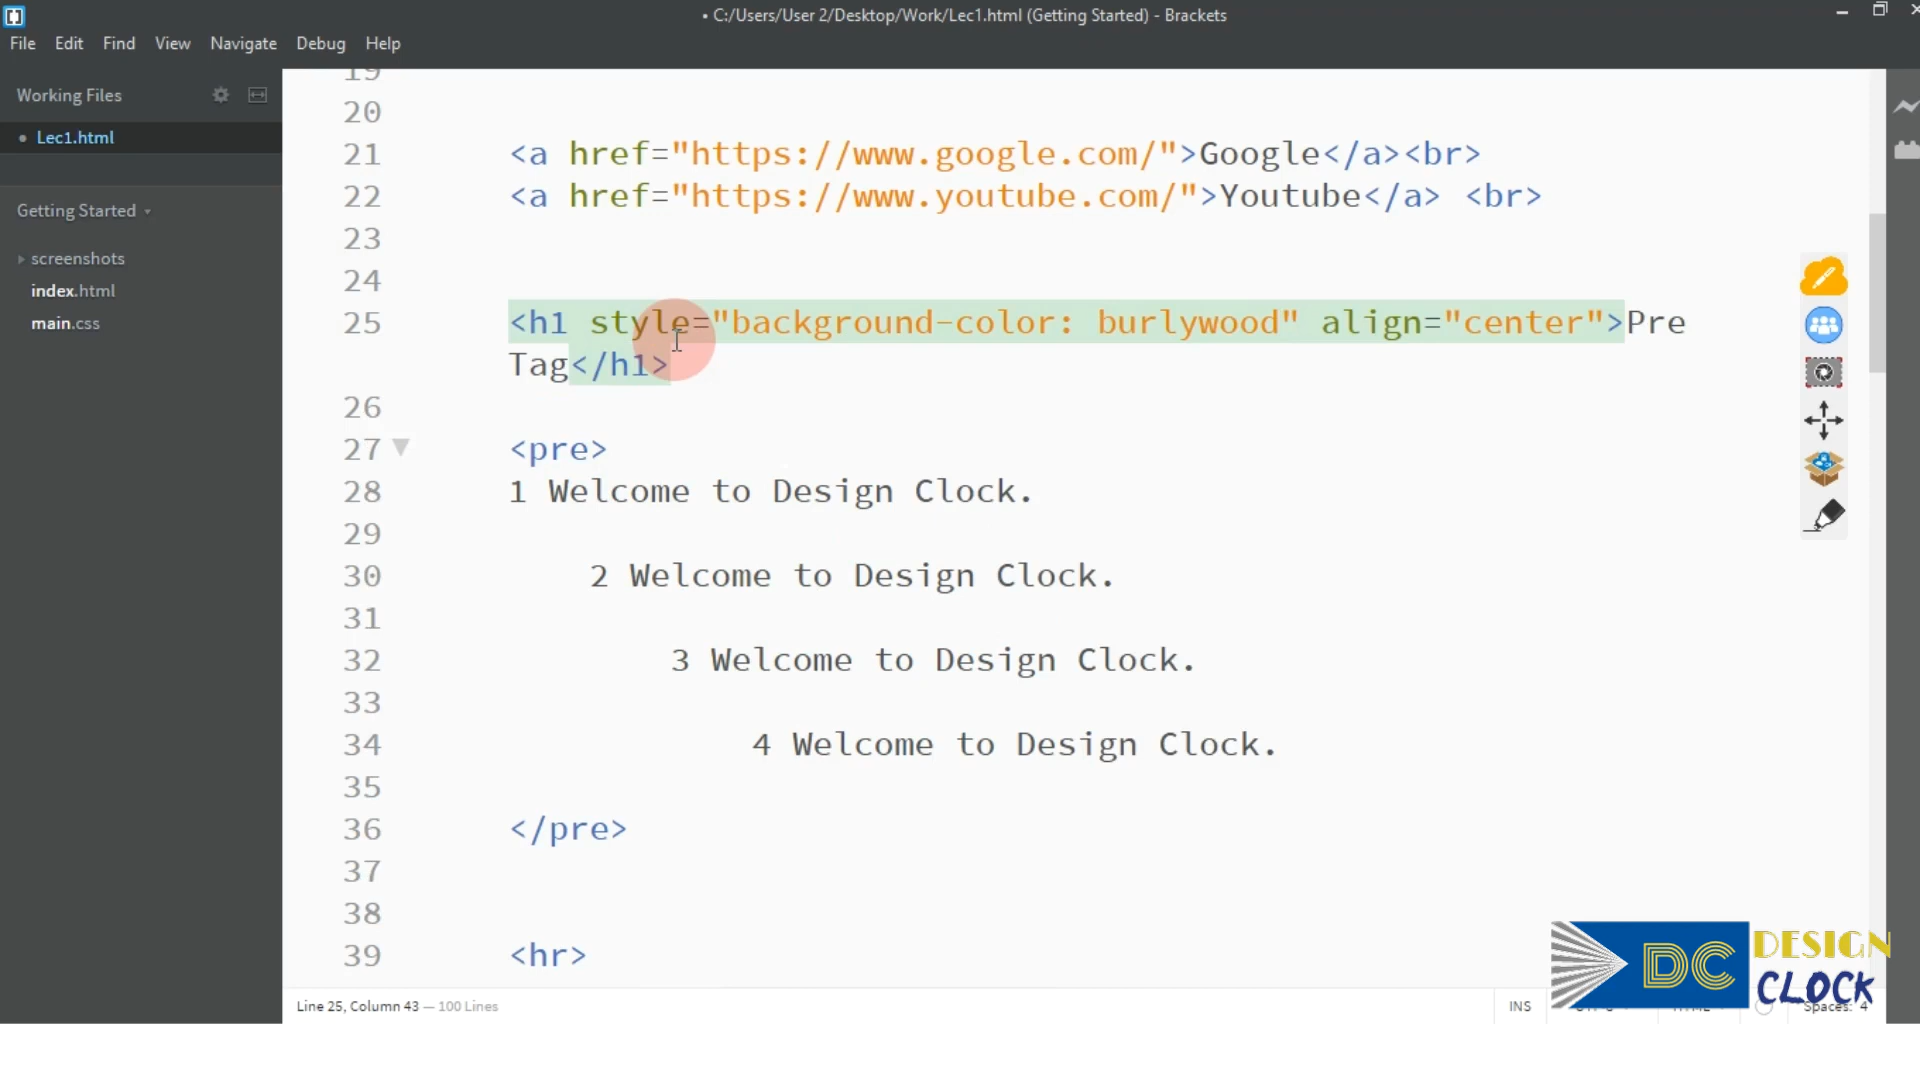 • C:/Users/User 2/Desktop/Work/Lec1.html (Getting Started) - Brackets
File Edit Find View Navigate Debug Help
Working Files
• Lec1.html
Getting Started
screenshots
index.html
main.css
19
20
21 <a href="https://www.google.com/">Google</a><br>
22 <a href="https://www.youtube.com/">Youtube</a> <br>
23
24
25 <h1 style="background-color: burlywood" align="center">Pre
Tag</h1>
26
27 <pre>
28 1 Welcome to Design Clock.
29
30 2 Welcome to Design Clock.
31
32 3 Welcome to Design Clock.
33
34 4 Welcome to Design Clock.
35
36 </pre>
37
38
39 <hr>
DC DESIGN
CLOCK
Line 25, Column 43 — 100 Lines
INS
Spaces: 4